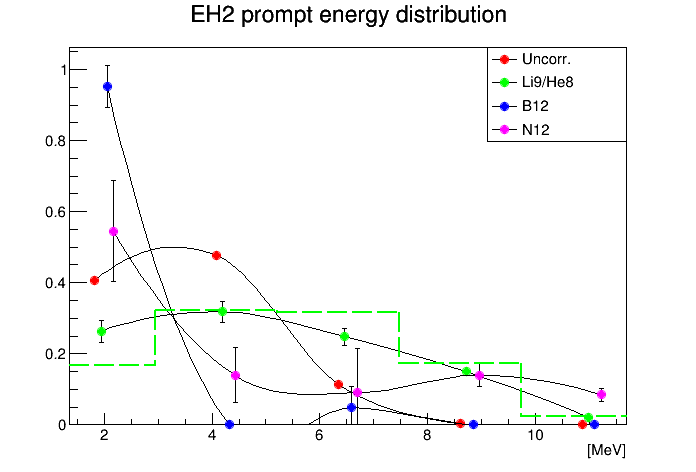 EH2 prompt energy distribution
Uncorr.
Li9/He8
B12
N12
1
0.8
0.6
0.4
0.2
0
2 4 6 8 10
[MeV]